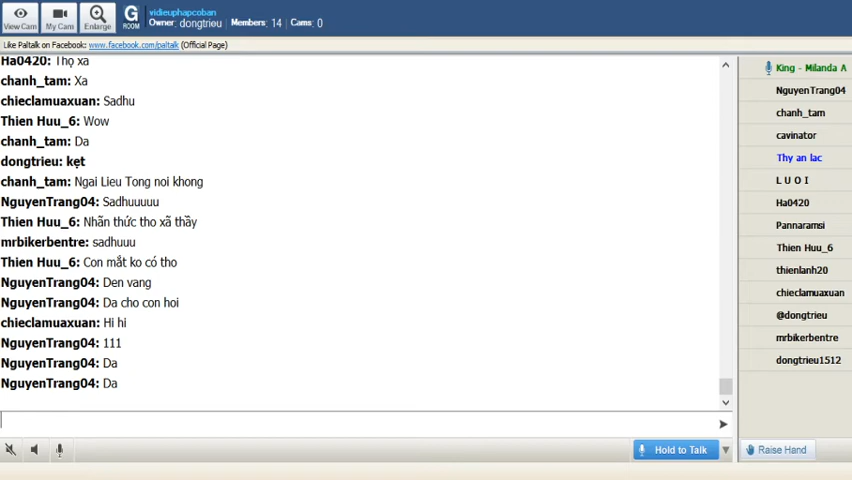 vidieuphapcoban
Owner: dongtrieu Members: 14 Cams: 0
View Cam
My Cam
Enlarge
G
ROOM
Like Paltalk on Facebook: www.facebook.com/paltalk (Official Page)
Ha0420: Thọ xa
chanh_tam: Xa
chieclamuaxuan: Sadhu
Thien Huu_6: Wow
chanh_tam: Da
dongtrieu: kẹt
chanh_tam: Ngai Lieu Tong noi khong
NguyenTrang04: Sadhuuuuu
Thien Huu_6: Nhãn thức tho xã thầy
mrbikerbentre: sadhuuu
Thien Huu_6: Con mắt ko có tho
NguyenTrang04: Den vang
NguyenTrang04: Da cho con hoi
chieclamuaxuan: Hi hi
NguyenTrang04: 111
NguyenTrang04: Da
NguyenTrang04: Da
King - Milanda A
NguyenTrang04
chanh_tam
cavinator
Thy an lac
L U O I
Ha0420
Pannaramsi
Thien Huu_6
thienlanh20
chieclamuaxuan
@dongtrieu
mrbikerbentre
dongtrieu1512
Hold to Talk
Raise Hand